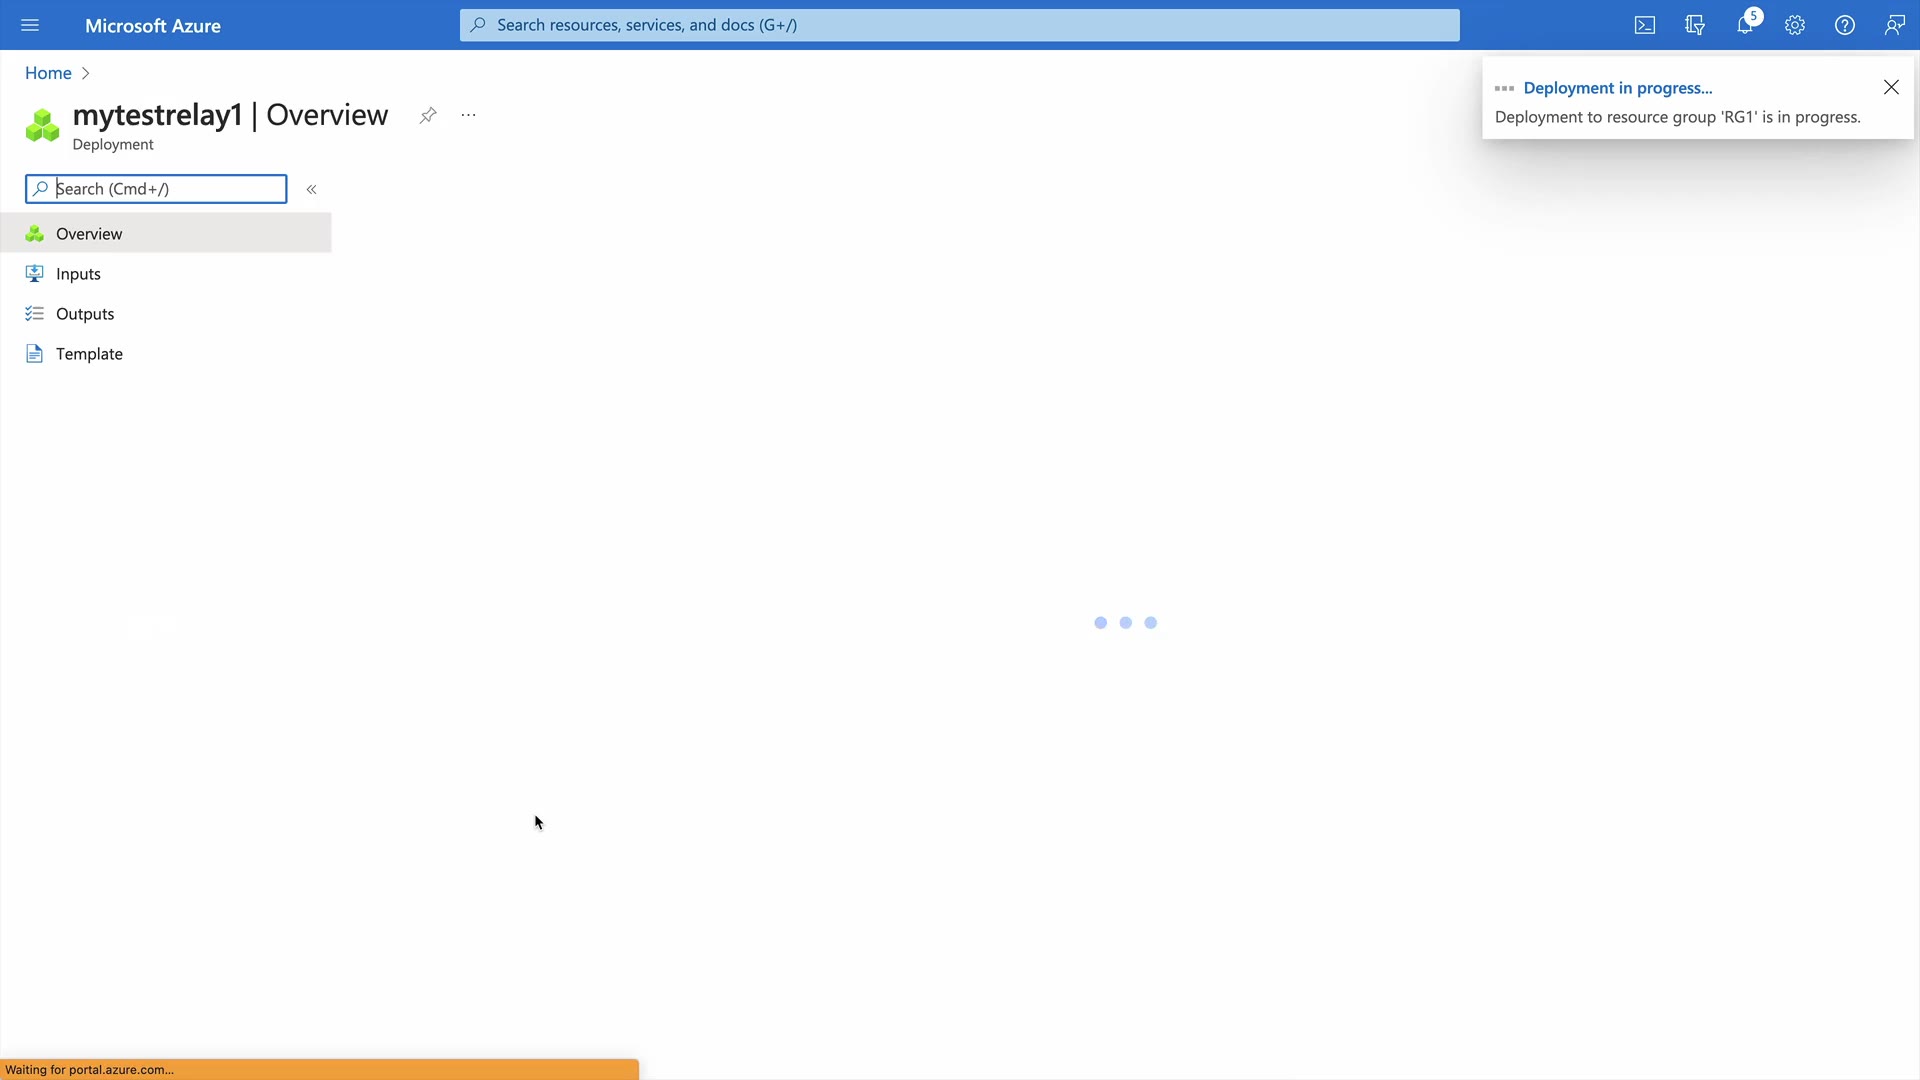 Microsoft Azure
Search resources, services, and docs (G+/)
5
Home
Deployment in progress...
Deployment to resource group 'RG1' is in progress.
mytestrelay1 | Overview
Deployment
Search (Cmd+/)
Overview
Inputs
Outputs
Template
Waiting for portal.azure.com...